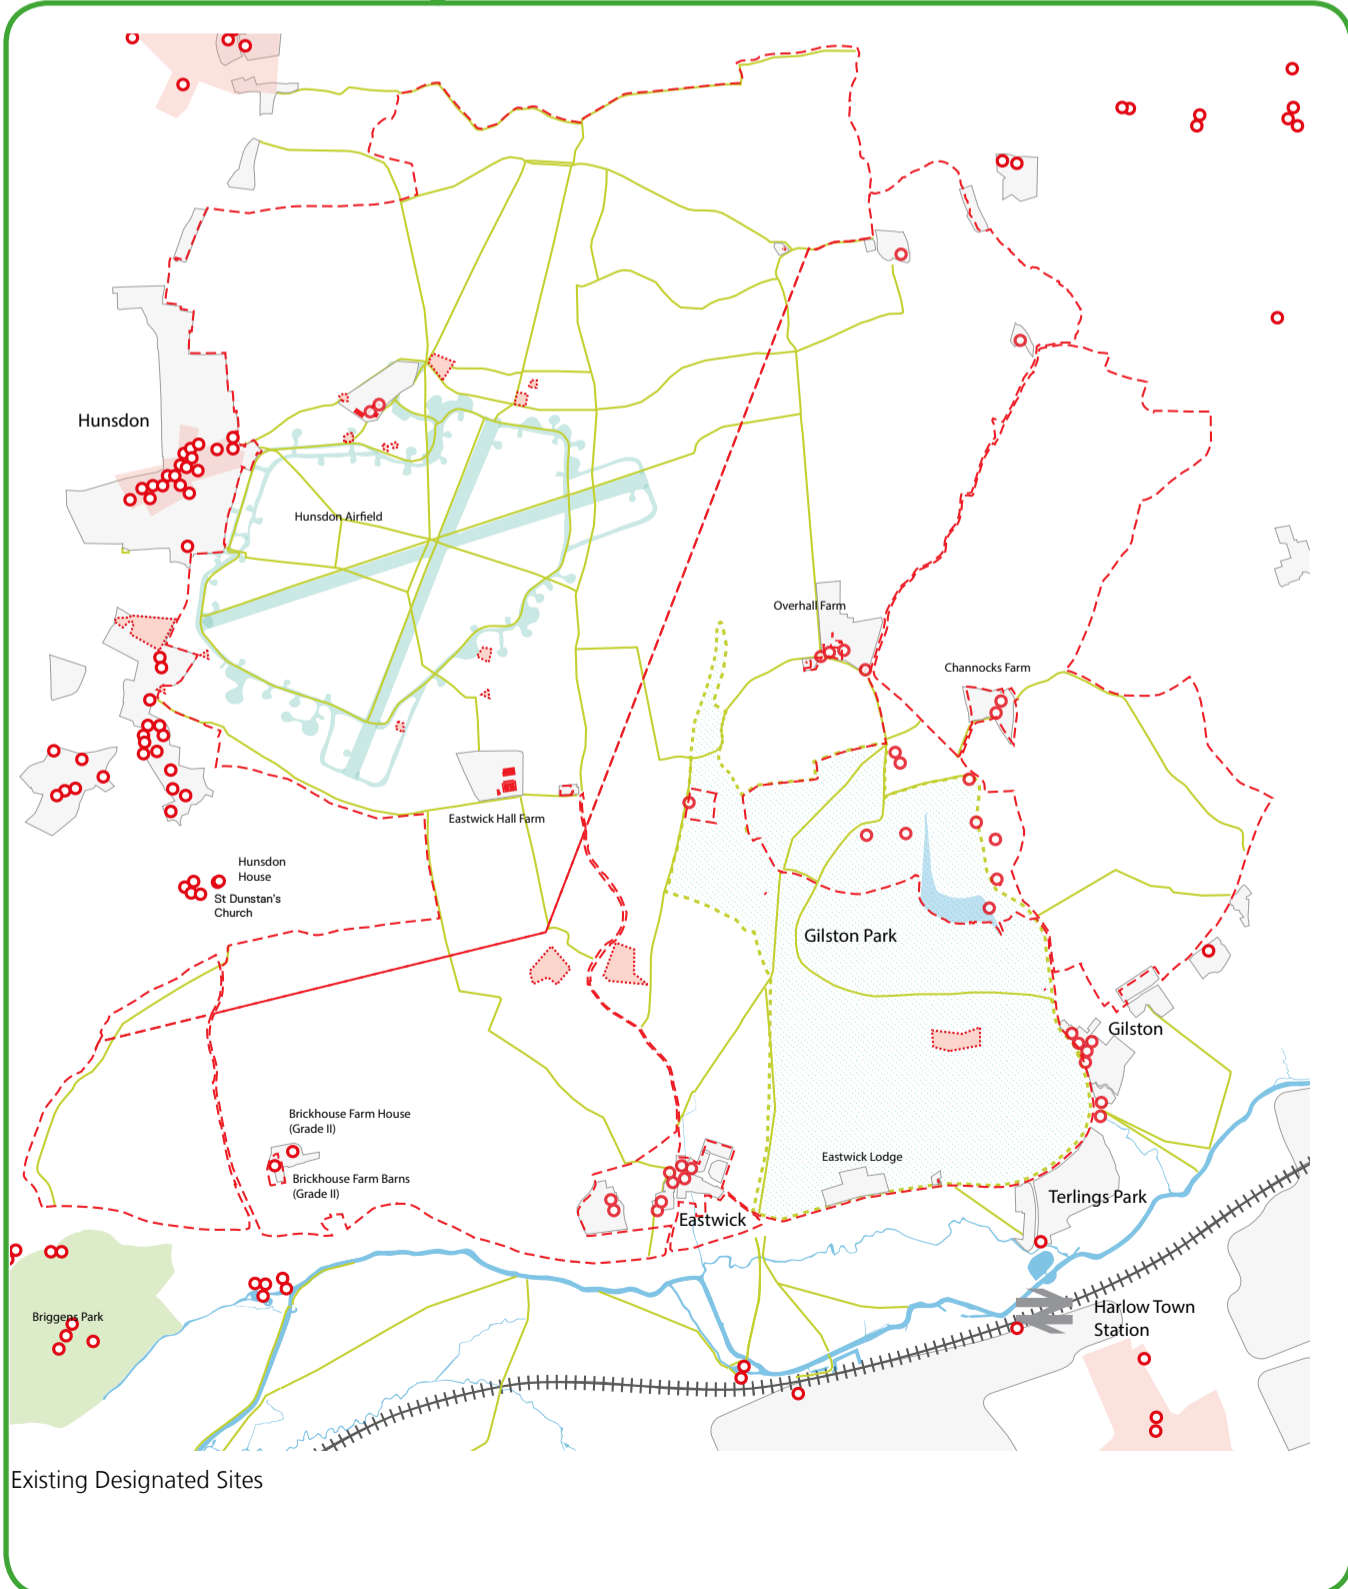 Hunsdon
Hunsdon Airfield
Overhall Farm
Channocks Farm
Eastwick Hall Farm
Hunsdon
House
St Dunstan's
Church
Gilston Park
Gilston
Brickhouse Farm House
(Grade II)
Brickhouse Farm Barns
(Grade II)
Eastwick Lodge
Terlings Park
Eastwick
Briggens Park
Harlow Town
Station
Existing Designated Sites